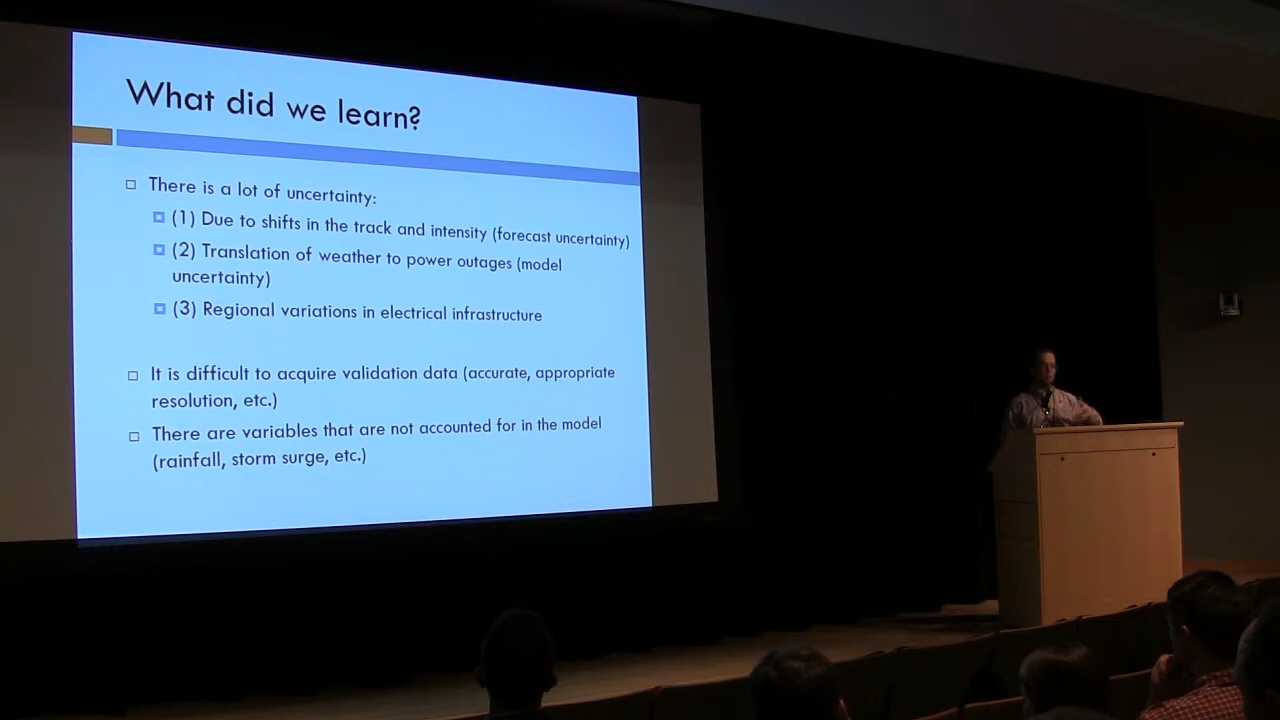 What did we learn?
There is a lot of uncertainty:
(1) Due to shifts in the track and intensity (forecast uncertainty)
(2) Translation of weather to power outages (model
uncertainty)
(3) Regional variations in electrical infrastructure
It is difficult to acquire validation data (accurate, appropriate
resolution, etc.)
There are variables that are not accounted for in the model
(rainfall, storm surge, etc.)